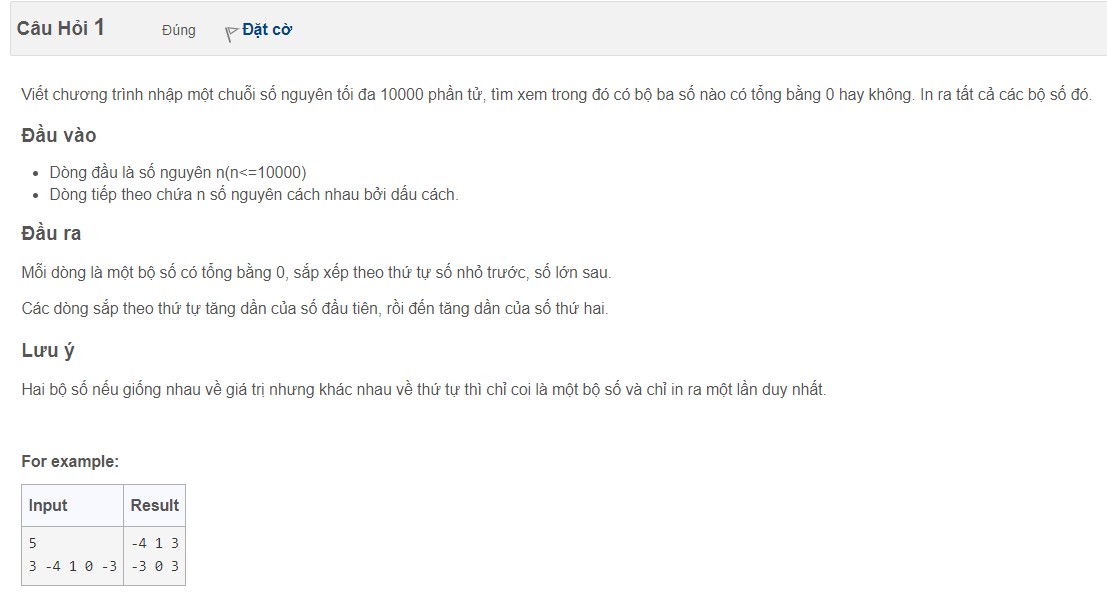 Câu Hỏi 1 Đúng Đặt cờ
Viết chương trình nhập một chuỗi số nguyên tối đa 10000 phần tử, tìm xem trong đó có bộ ba số nào có tổng bằng 0 hay không. In ra tất cả các bộ số đó.
Đầu vào
• Dòng đầu là số nguyên n(n<=10000)
• Dòng tiếp theo chứa n số nguyên cách nhau bởi dấu cách.
Đầu ra
Mỗi dòng là một bộ số có tổng bằng 0, sắp xếp theo thứ tự số nhỏ trước, số lớn sau.
Các dòng sắp theo thứ tự tăng dần của số đầu tiên, rồi đến tăng dần của số thứ hai.
Lưu ý
Hai bộ số nếu giống nhau về giá trị nhưng khác nhau về thứ tự thì chỉ coi là một bộ số và chỉ in ra một lần duy nhất.
For example:
Input Result
5 -4 1 3
3 -4 1 0 -3 -3 0 3